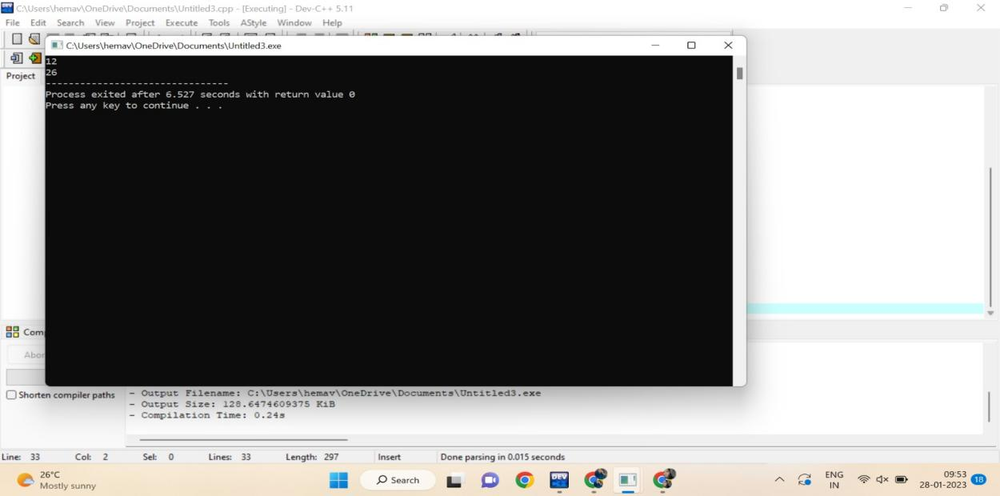 C:\Users\hemav\OneDrive\Documents\Untitled3.cpp - [Executing] - Dev-C++ 5.11
File Edit Search View Project Execute Tools AStyle Window Help
C:\Users\hemav\OneDrive\Documents\Untitled3.exe
Project
12
26
--------------------------------
Process exited after 6.527 seconds with return value 0
Press any key to continue . . .
Comp
Abor
Shorten compiler paths
- Output Filename: C:\Users\hemav\OneDrive\Documents\Untitled3.exe
- Output Size: 128.6474609375 KiB
- Compilation Time: 0.24s
Line: 33 Col: 2 Sel: 0 Lines: 33 Length: 297 Insert Done parsing in 0.015 seconds
26°C
Mostly sunny
Search
DEV
ENG
IN
09:53
28-01-2023
18